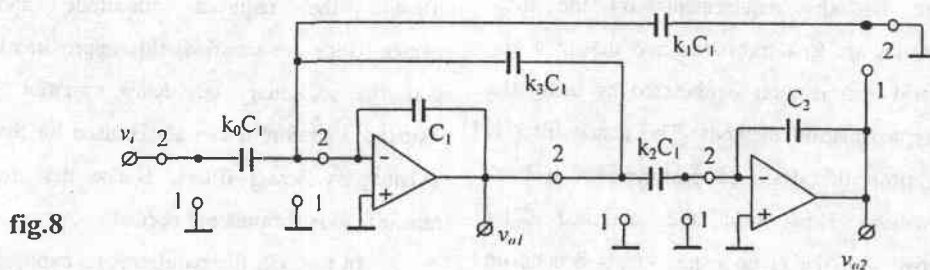 k₁C₁
2
1
k₃C₁
C₁
C₂
vᵢ
2
k₀C₁
2
2
k₂C₁
2
1
1
1
1
−
+
−
+
fig.8
vₒ₁
vₒ₂